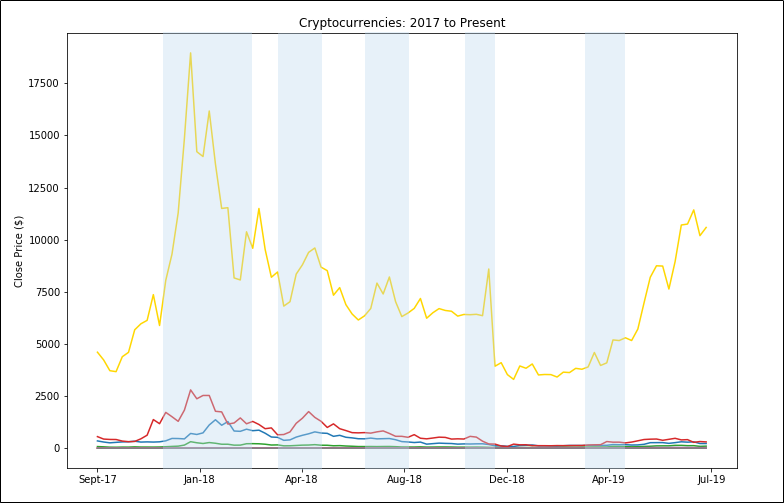 Cryptocurrencies: 2017 to Present
Close Price ($)
17500
15000
12500
10000
7500
5000
2500
0
Sept-17 Jan-18 Apr-18 Aug-18 Dec-18 Apr-19 Jul-19